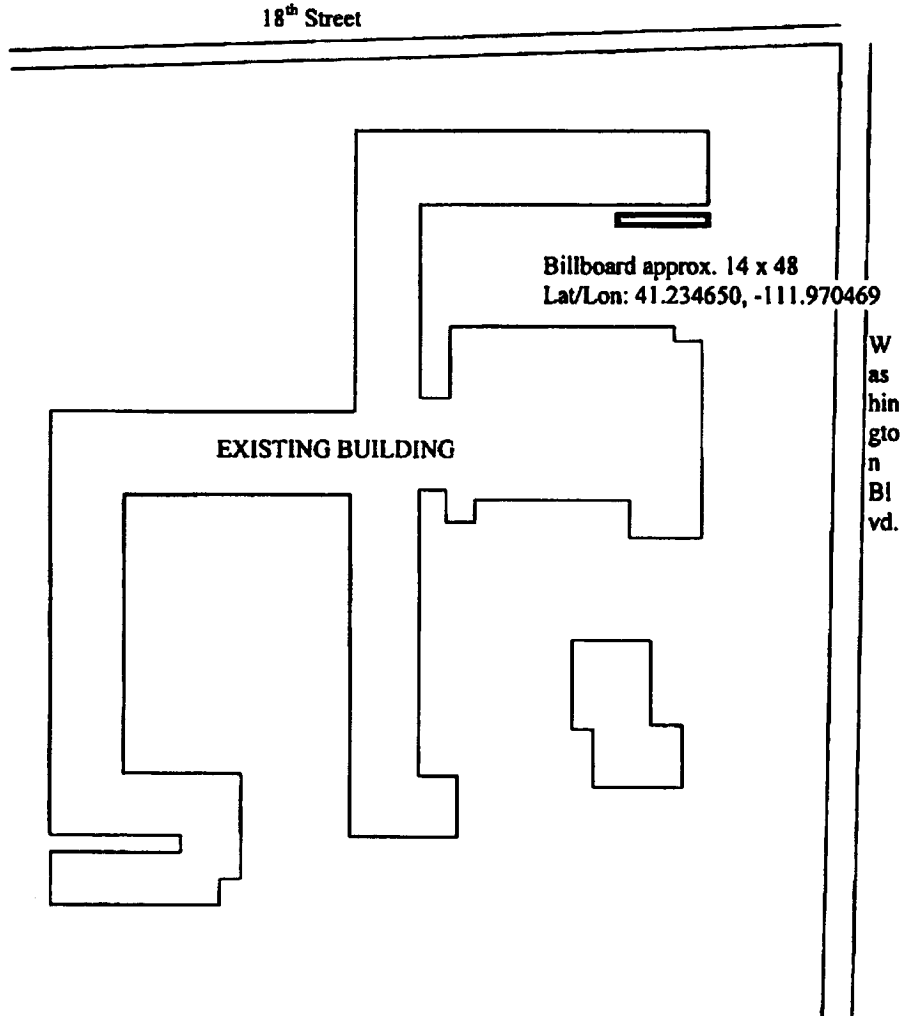 18th Street
Billboard approx. 14 x 48
Lat/Lon: 41.234650, -111.970469
W
as
hin
gto
n
Bl
vd.
EXISTING BUILDING